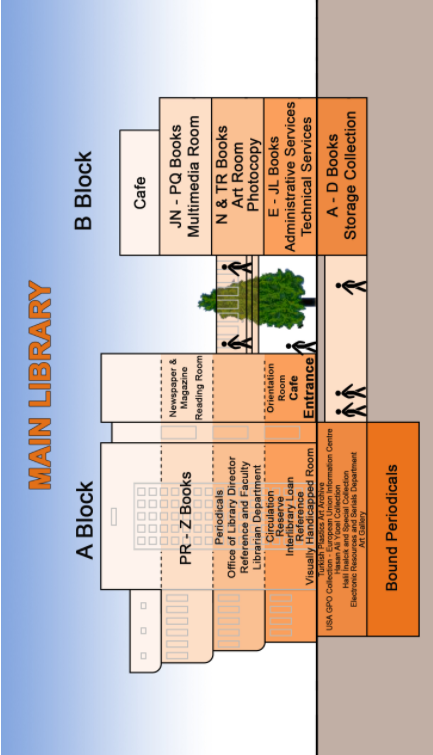 MAIN LIBRARY
A Block
B Block
PR - Z Books
Periodicals
Office of Library Director
Reference and Faculty
Librarian Department
Circulation
Reserve
Interlibrary Loan
Reference
Visually Handicapped Room
Turkish Plastics Art Archive
USA GPO Collection - European Union Information Centre
Hasan Ali Yücel Collection
Halil İnalcık and Special Collection
Electronic Resources and Serials Department
Art Gallery
Bound Periodicals
Newspaper &
Magazine
Reading Room
Orientation
Room
Cafe
Entrance
Cafe
JN - PQ Books
Multimedia Room
N & TR Books
Art Room
Photocopy
E - JL Books
Administrative Services
Technical Services
A - D Books
Storage Collection